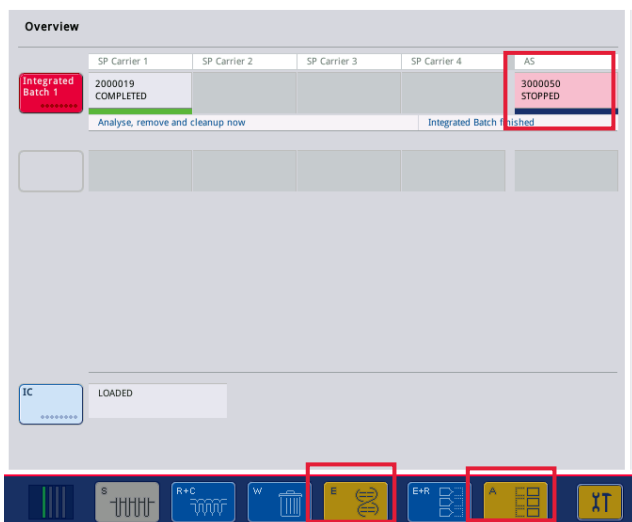 Overview
SP Carrier 1
SP Carrier 2
SP Carrier 3
SP Carrier 4
AS
Integrated
Batch 1
2000019
COMPLETED
3000050
STOPPED
Analyse, remove and cleanup now
Integrated Batch finished
IC
LOADED
S
R+C
W
E
E+R
A